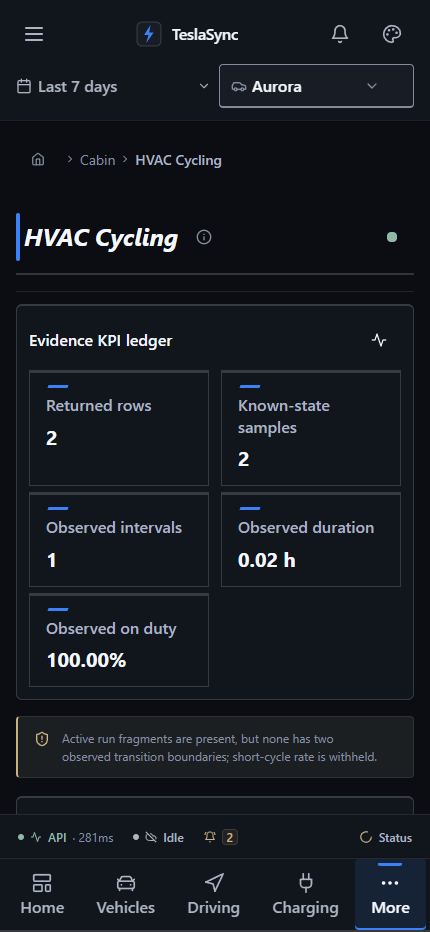 TeslaSync
Last 7 days
Aurora
Cabin
HVAC Cycling
HVAC Cycling
Evidence KPI ledger
Returned rows
2
Known-state
samples
2
Observed intervals
1
Observed duration
0.02 h
Observed on duty
100.00%
Active run fragments are present, but none has two
observed transition boundaries; short-cycle rate is withheld.
API · 281ms
Idle
2
Status
Home
Vehicles
Driving
Charging
More